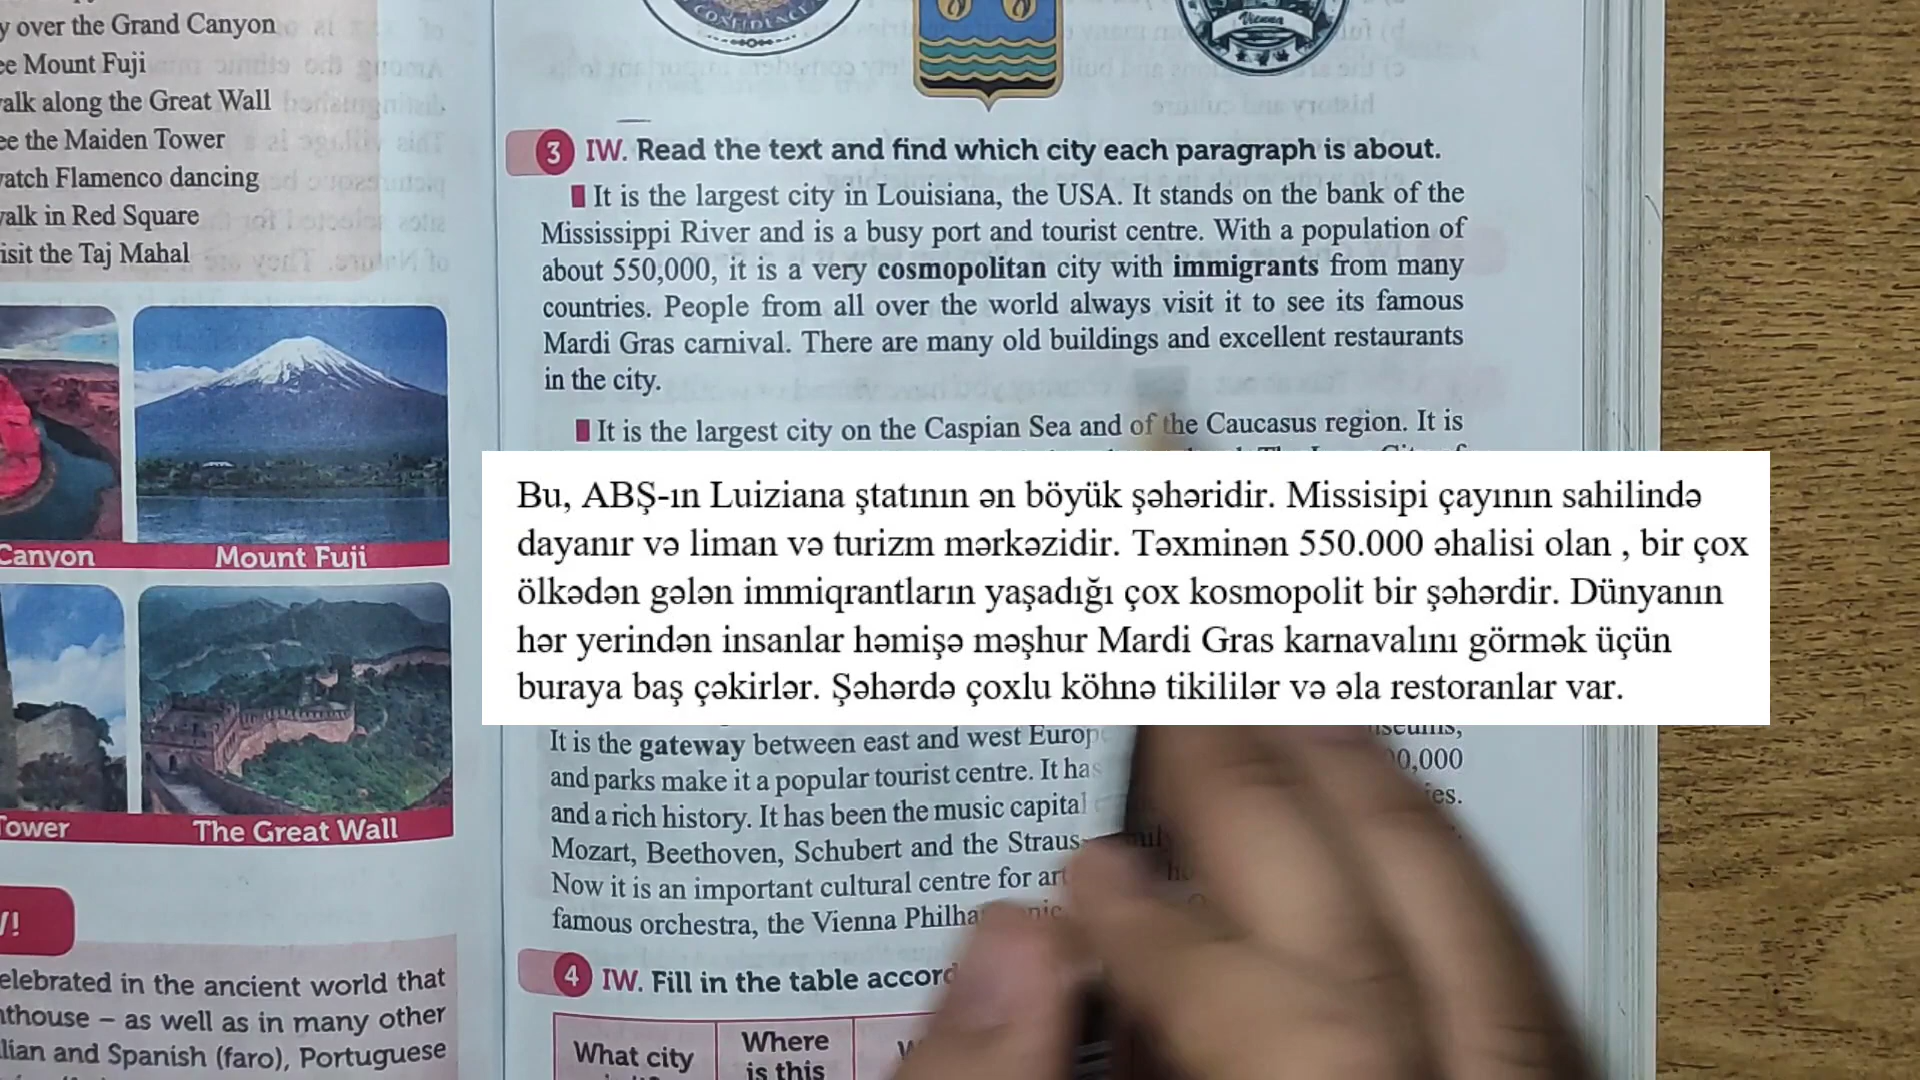 y over the Grand Canyon
ee Mount Fuji
alk along the Great Wall
ee the Maiden Tower
atch Flamenco dancing
alk in Red Square
isit the Taj Mahal
Canyon
Mount Fuji
Tower
The Great Wall
elebrated in the ancient world that
thouse – as well as in many other
lian and Spanish (faro), Portuguese
CONFIDENCE
Vienna
3 IW. Read the text and find which city each paragraph is about.
It is the largest city in Louisiana, the USA. It stands on the bank of the
Mississippi River and is a busy port and tourist centre. With a population of
about 550,000, it is a very cosmopolitan city with immigrants from many
countries. People from all over the world always visit it to see its famous
Mardi Gras carnival. There are many old buildings and excellent restaurants
in the city.
It is the largest city on the Caspian Sea and of the Caucasus region. It is
Bu, ABŞ-ın Luiziana ştatının ən böyük şəhəridir. Missisipi çayının sahilində
dayanır və liman və turizm mərkəzidir. Təxminən 550.000 əhalisi olan , bir çox
ölkədən gələn immiqrantların yaşadığı çox kosmopolit bir şəhərdir. Dünyanın
hər yerindən insanlar həmişə məşhur Mardi Gras karnavalını görmək üçün
buraya baş çəkirlər. Şəhərdə çoxlu köhnə tikililər və əla restoranlar var.
It is the gateway between east and west Europ
and parks make it a popular tourist centre. It has 0,000
and a rich history. It has been the music capital es.
Mozart, Beethoven, Schubert and the Straus
Now it is an important cultural centre for art
famous orchestra, the Vienna Philha
4 IW. Fill in the table accord
What city
Where
is this